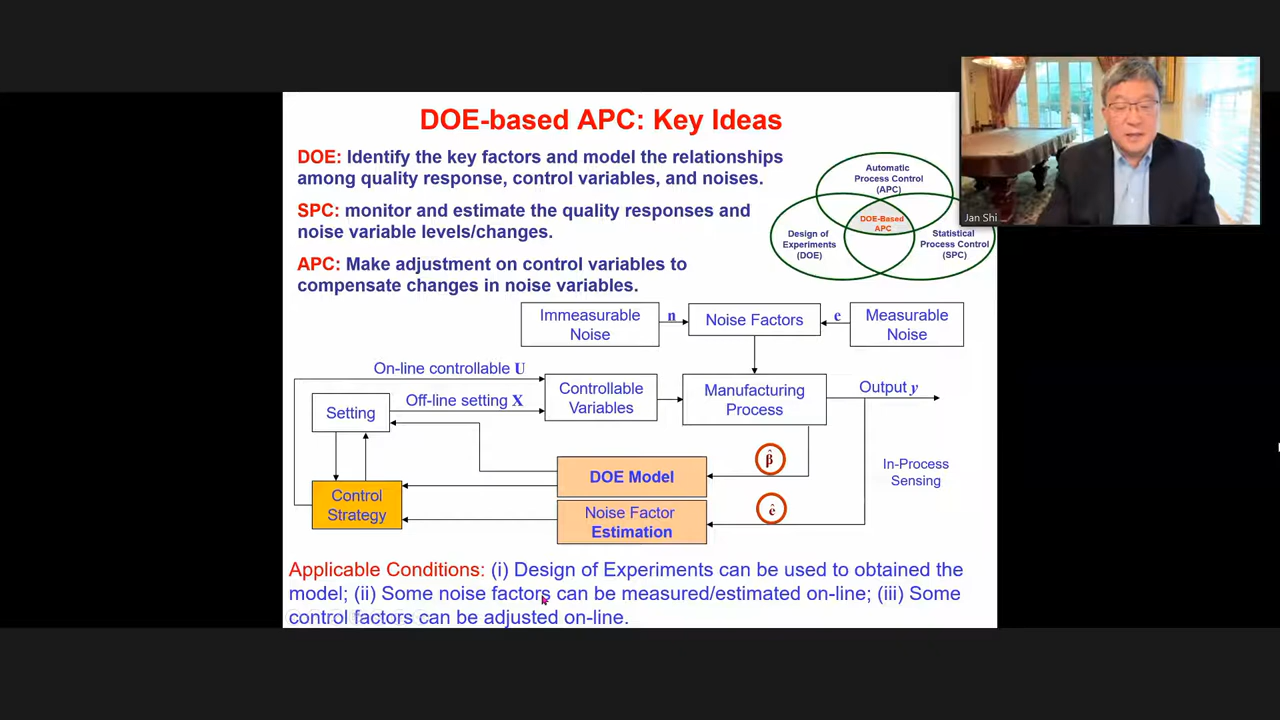 DOE-based APC: Key Ideas
DOE: Identify the key factors and model the relationships
among quality response, control variables, and noises.
SPC: monitor and estimate the quality responses and
noise variable levels/changes.
APC: Make adjustment on control variables to
compensate changes in noise variables.
Automatic
Process Control
(APC)
DOE-Based
APC
Design of
Experiments
(DOE)
Statistical
Process Control
(SPC)
Jan Shi
Immeasurable
Noise
n
Noise Factors
e
Measurable
Noise
On-line controllable U
Off-line setting X
Setting
Controllable
Variables
Manufacturing
Process
Output y
In-Process
Sensing
β̂
DOE Model
Control
Strategy
Noise Factor
Estimation
ê
Applicable Conditions: (i) Design of Experiments can be used to obtained the
model; (ii) Some noise factors can be measured/estimated on-line; (iii) Some
control factors can be adjusted on-line.